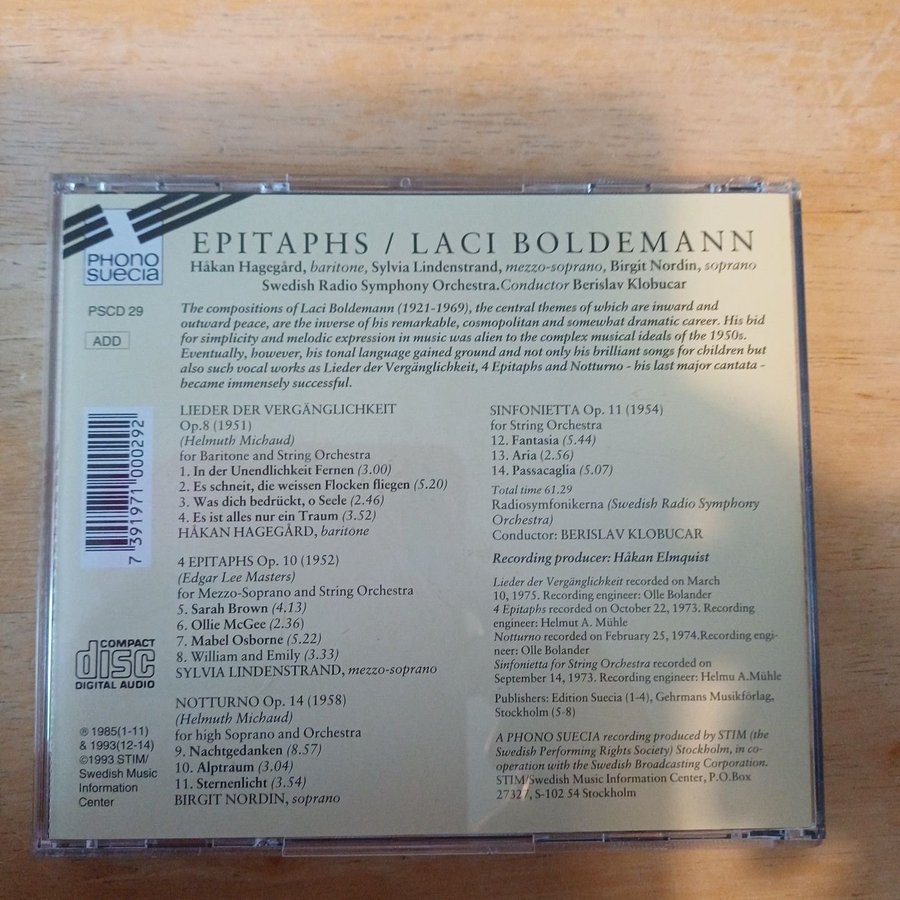 PHONO
SUECIA
PSCD 29
ADD
EPITAPHS / LACI BOLDEMANN
Håkan Hagegård, baritone, Sylvia Lindenstrand, mezzo-soprano, Birgit Nordin, soprano
Swedish Radio Symphony Orchestra.Conductor Berislav Klobucar
The compositions of Laci Boldemann (1921-1969), the central themes of which are inward and
outward peace, are the inverse of his remarkable, cosmopolitan and somewhat dramatic career. His bid
for simplicity and melodic expression in music was alien to the complex musical ideals of the 1950s.
Eventually, however, his tonal language gained ground and not only his brilliant songs for children but
also such vocal works as Lieder der Vergänglichkeit, 4 Epitaphs and Notturno - his last major cantata -
became immensely successful.
LIEDER DER VERGÄNGLICHKEIT
Op.8 (1951)
(Helmuth Michaud)
for Baritone and String Orchestra
1. In der Unendlichkeit Fernen (3.00)
2. Es schneit, die weissen Flocken fliegen (5.20)
3. Was dich bedrückt, o Seele (2.46)
4. Es ist alles nur ein Traum (3.52)
HÅKAN HAGEGÅRD, baritone
4 EPITAPHS Op. 10 (1952)
(Edgar Lee Masters)
for Mezzo-Soprano and String Orchestra
5. Sarah Brown (4.13)
6. Ollie McGee (2.36)
7. Mabel Osborne (5.22)
8. William and Emily (3.33)
SYLVIA LINDENSTRAND, mezzo-soprano
NOTTURNO Op. 14 (1958)
(Helmuth Michaud)
for high Soprano and Orchestra
9. Nachtgedanken (8.57)
10. Alptraum (3.04)
11. Sternenlicht (3.54)
BIRGIT NORDIN, soprano
SINFONIETTA Op. 11 (1954)
for String Orchestra
12. Fantasia (5.44)
13. Aria (2.56)
14. Passacaglia (5.07)
Total time 61.29
Radiosymfonikerna (Swedish Radio Symphony
Orchestra)
Conductor: BERISLAV KLOBUCAR
Recording producer: Håkan Elmquist
Lieder der Vergänglichkeit recorded on March
10, 1975. Recording engineer: Olle Bolander
4 Epitaphs recorded on October 22, 1973. Recording
engineer: Helmut A. Mühle
Notturno recorded on February 25, 1974.Recording engi-
neer: Olle Bolander
Sinfonietta for String Orchestra recorded on
September 14, 1973. Recording engineer: Helmu A.Mühle
Publishers: Edition Suecia (1-4), Gehrmans Musikförlag,
Stockholm (5-8)
A PHONO SUECIA recording produced by STIM (the
Swedish Performing Rights Society) Stockholm, in co-
operation with the Swedish Broadcasting Corporation.
STIM/Swedish Music Information Center, P.O.Box
27327, S-102 54 Stockholm
7 391971 000292
COMPACT
disc
DIGITAL AUDIO
℗ 1985(1-11)
& 1993(12-14)
©1993 STIM/
Swedish Music
Information
Center